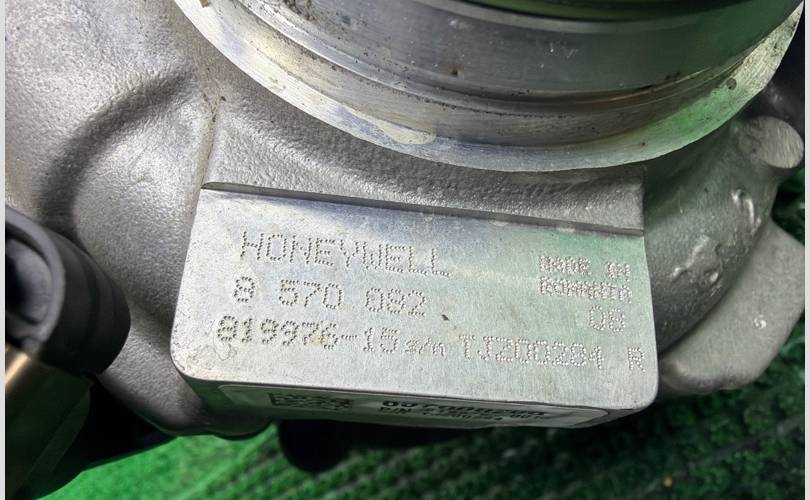 HONEYWELL
MADE IN
ROMANIA
8 570 082
08
819976-15 s/n TJ200284 R
P/N